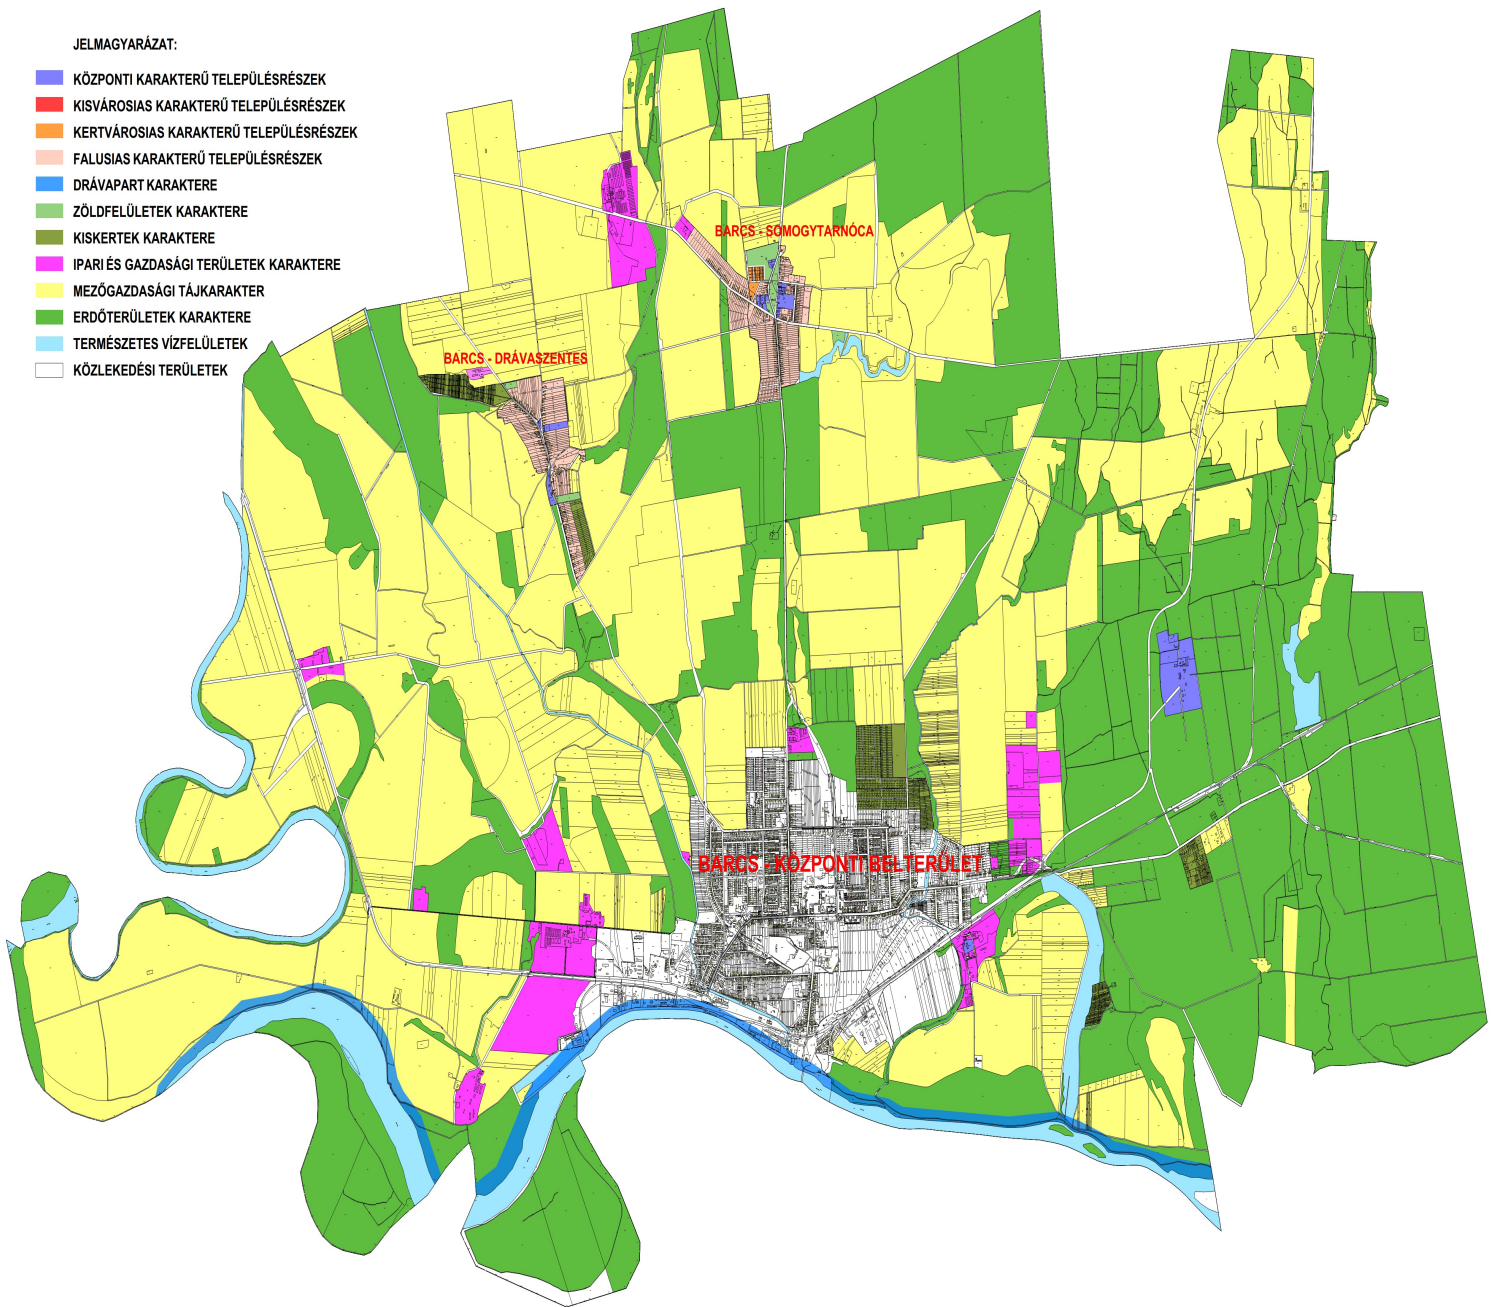 JELMAGYARÁZAT:
KÖZPONTI KARAKTERŰ TELEPÜLÉSRÉSZEK
KISVÁROSIAS KARAKTERŰ TELEPÜLÉSRÉSZEK
KERTVÁROSIAS KARAKTERŰ TELEPÜLÉSRÉSZEK
FALUSIAS KARAKTERŰ TELEPÜLÉSRÉSZEK
DRÁVAPART KARAKTERE
ZÖLDFELÜLETEK KARAKTERE
KISKERTEK KARAKTERE
IPARI ÉS GAZDASÁGI TERÜLETEK KARAKTERE
MEZŐGAZDASÁGI TÁJKARAKTER
ERDŐTERÜLETEK KARAKTERE
TERMÉSZETES VÍZFELÜLETEK
KÖZLEKEDÉSI TERÜLETEK
BARCS - SOMOGYTARNÓCA
BARCS - DRÁVASZENTES
BARCS - KÖZPONTI BELTERÜLET